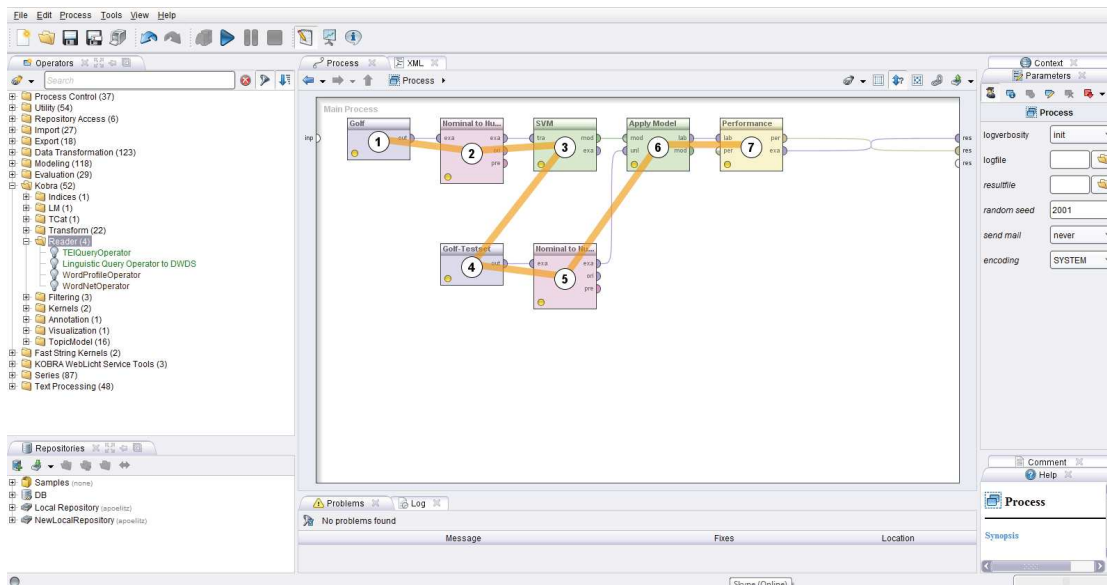 File Edit Process Tools View Help
Operators
Search
Process Control (37)
Utility (54)
Repository Access (6)
Import (27)
Export (18)
Data Transformation (123)
Modeling (118)
Evaluation (29)
Kobra (52)
Indices (1)
LM (1)
TCat (1)
Transform (22)
Reader (4)
TEIQueryOperator
Linguistic Query Operator to DWDS
WordProfileOperator
WordNetOperator
Filtering (3)
Kernels (2)
Annotation (1)
Visualization (1)
TopicModel (16)
Fast String Kernels (2)
KOBRA WebLicht Service Tools (3)
Series (87)
Text Processing (48)
Repositories
Samples (none)
DB
Local Repository (apoelitz)
NewLocalRepository (apoelitz)
Process XML
Process
Main Process
inp
Golf
out
1
Nominal to Nu...
exa exa
ori
pre
2
SVM
tra mod
exa
3
Apply Model
mod lab
unl mod
6
Performance
lab per
per exa
7
res
res
res
Golf-Testset
out
4
Nominal to Nu...
exa exa
ori
pre
5
Problems Log
No problems found
Message Fixes Location
Context
Parameters
Process
logverbosity init
logfile
resultfile
random seed 2001
send mail never
encoding SYSTEM
Comment
Help
Process
Synopsis
Skype (Online)